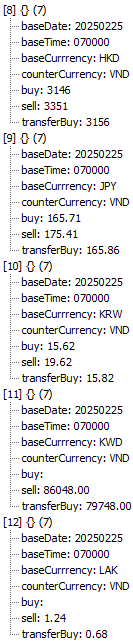 [8] {} (7)
baseDate: 20250225
baseTime: 070000
baseCurrrency: HKD
counterCurrency: VND
buy: 3146
sell: 3351
transferBuy: 3156
[9] {} (7)
baseDate: 20250225
baseTime: 070000
baseCurrrency: JPY
counterCurrency: VND
buy: 165.71
sell: 175.41
transferBuy: 165.86
[10] {} (7)
baseDate: 20250225
baseTime: 070000
baseCurrrency: KRW
counterCurrency: VND
buy: 15.62
sell: 19.62
transferBuy: 15.82
[11] {} (7)
baseDate: 20250225
baseTime: 070000
baseCurrrency: KWD
counterCurrency: VND
buy:
sell: 86048.00
transferBuy: 79748.00
[12] {} (7)
baseDate: 20250225
baseTime: 070000
baseCurrrency: LAK
counterCurrency: VND
buy:
sell: 1.24
transferBuy: 0.68